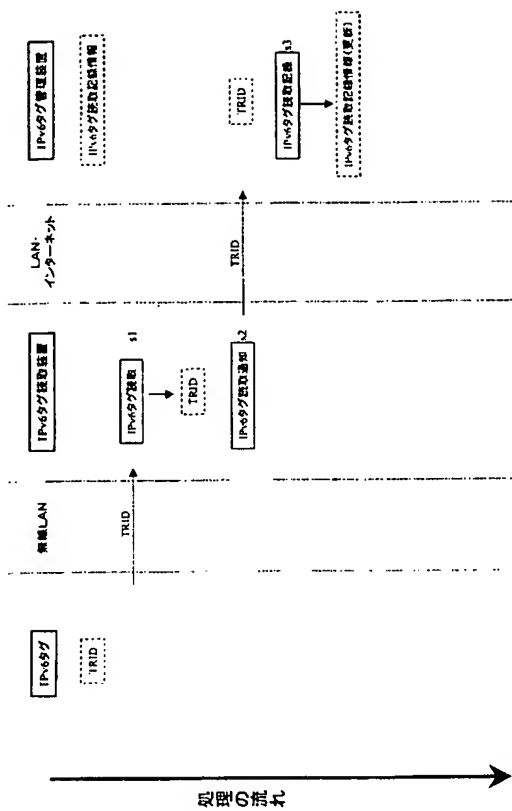 IPv6タグ
無線LAN
IPv6タグ読取装置
LAN・
インターネット
IPv6タグ管理装置
TRID
IPv6タグ読取記録情報
TRID
IPv6タグ読取
s1
TRID
IPv6タグ読取通知
s2
TRID
TRID
IPv6タグ読取記録
s3
IPv6タグ読取記録情報(更新)
処理の流れ